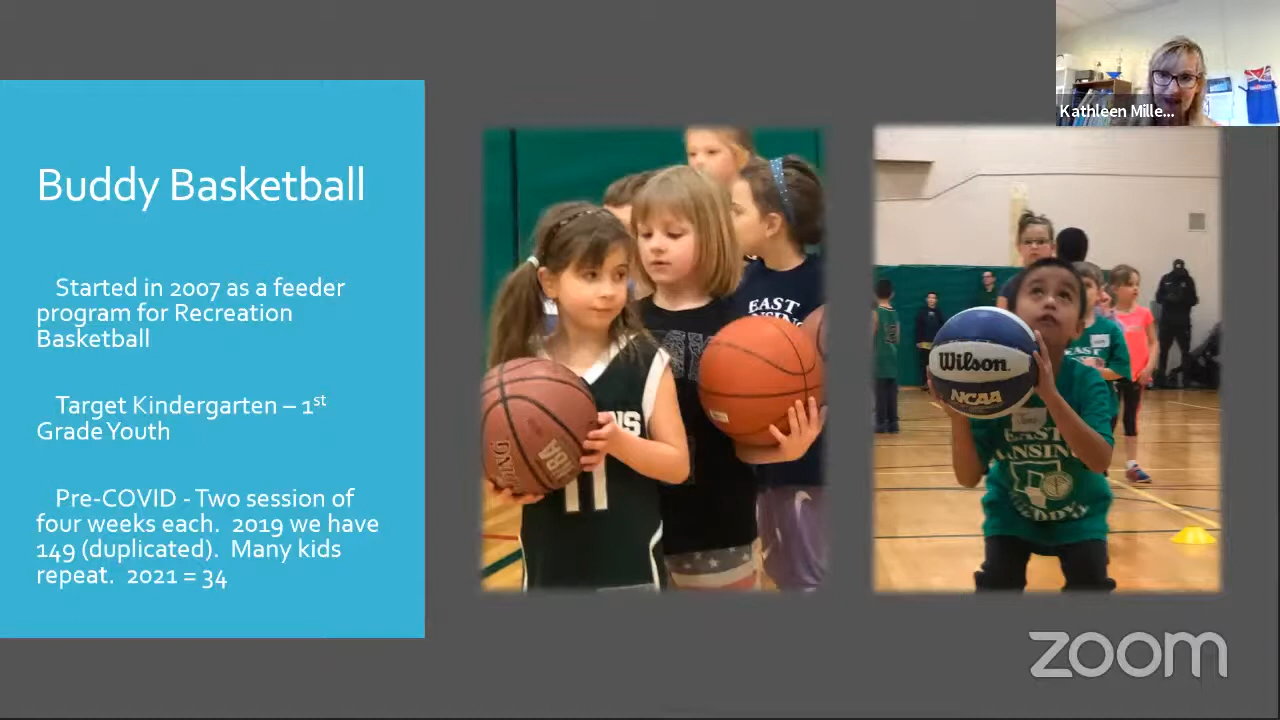 Kathleen Mille...
Buddy Basketball
Started in 2007 as a feeder
program for Recreation
Basketball
Target Kindergarten – 1st
Grade Youth
Pre-COVID - Two session of
four weeks each. 2019 we have
149 (duplicated). Many kids
repeat. 2021 = 34
EAST
NBA
11
Wilson
NCAA
EAST
zoom